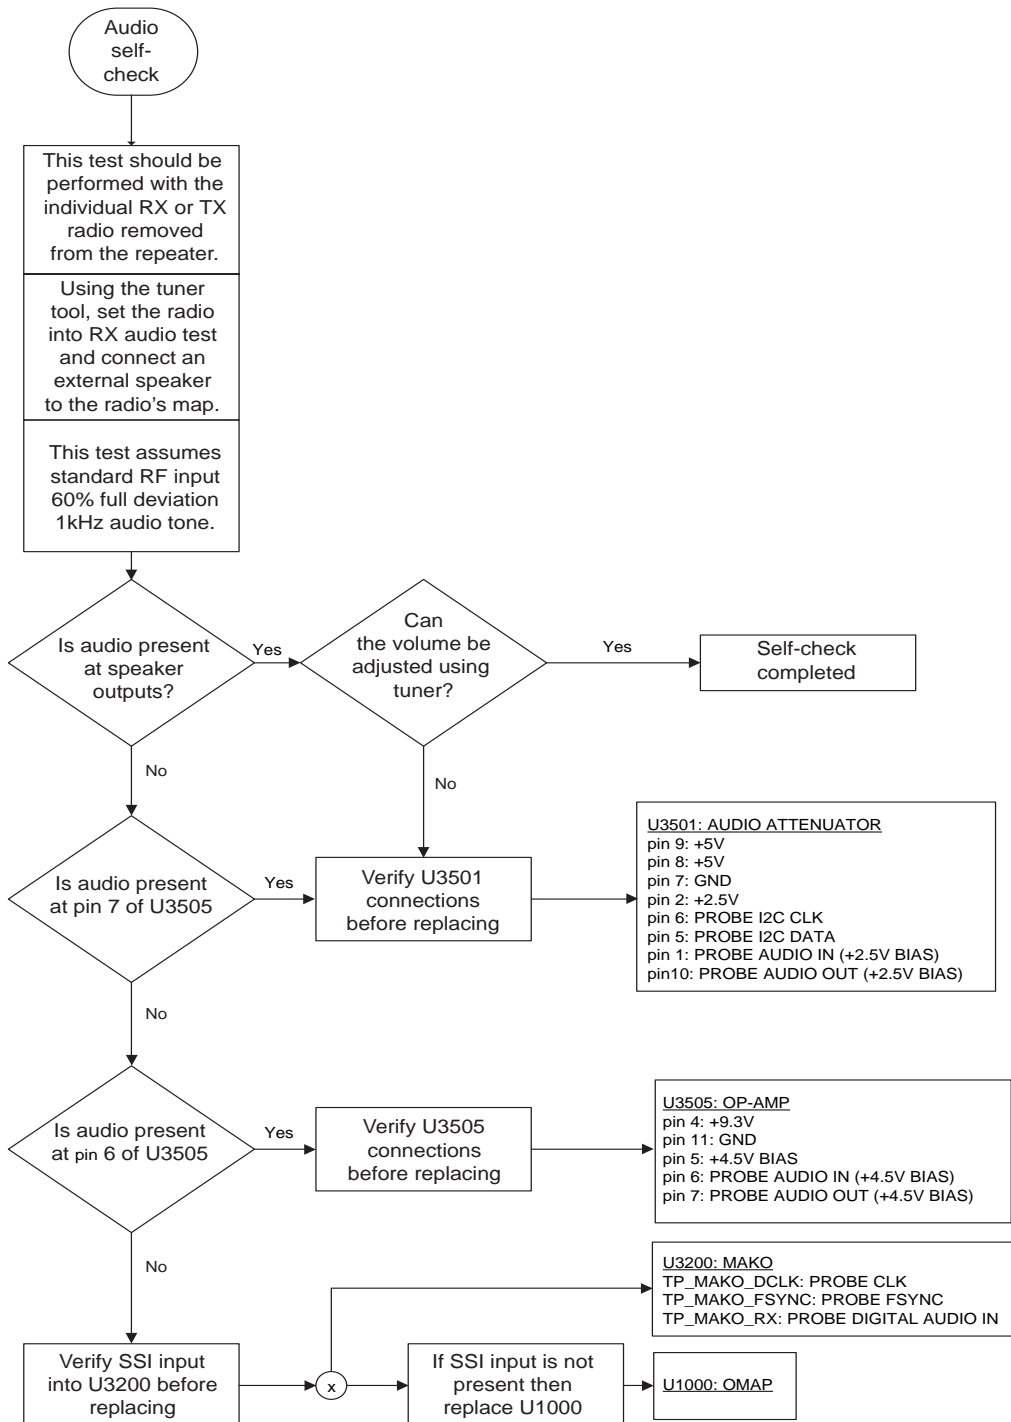 Audio
self-
check
This test should be
performed with the
individual RX or TX
radio removed
from the repeater.
Using the tuner
tool, set the radio
into RX audio test
and connect an
external speaker
to the radio's map.
This test assumes
standard RF input
60% full deviation
1kHz audio tone.
Is audio present
at speaker
outputs?
Yes
Can
the volume be
adjusted using
tuner?
Yes
Self-check
completed
No
No
Is audio present
at pin 7 of U3505
Yes
Verify U3501
connections
before replacing
U3501: AUDIO ATTENUATOR
pin 9: +5V
pin 8: +5V
pin 7: GND
pin 2: +2.5V
pin 6: PROBE I2C CLK
pin 5: PROBE I2C DATA
pin 1: PROBE AUDIO IN (+2.5V BIAS)
pin10: PROBE AUDIO OUT (+2.5V BIAS)
No
Is audio present
at pin 6 of U3505
Yes
Verify U3505
connections
before replacing
U3505: OP-AMP
pin 4: +9.3V
pin 11: GND
pin 5: +4.5V BIAS
pin 6: PROBE AUDIO IN (+4.5V BIAS)
pin 7: PROBE AUDIO OUT (+4.5V BIAS)
No
U3200: MAKO
TP_MAKO_DCLK: PROBE CLK
TP_MAKO_FSYNC: PROBE FSYNC
TP_MAKO_RX: PROBE DIGITAL AUDIO IN
Verify SSI input
into U3200 before
replacing
x
If SSI input is not
present then
replace U1000
U1000: OMAP